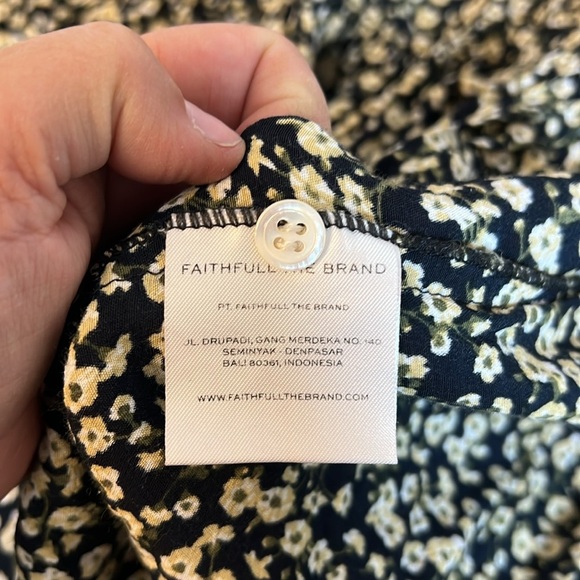 FAITHFULL THE BRAND
PT. FAITHFULL THE BRAND
JL. DRUPADI, GANG MERDEKA NO. 140
SEMINYAK - DENPASAR
BALI 80361, INDONESIA
WWW.FAITHFULLTHEBRAND.COM